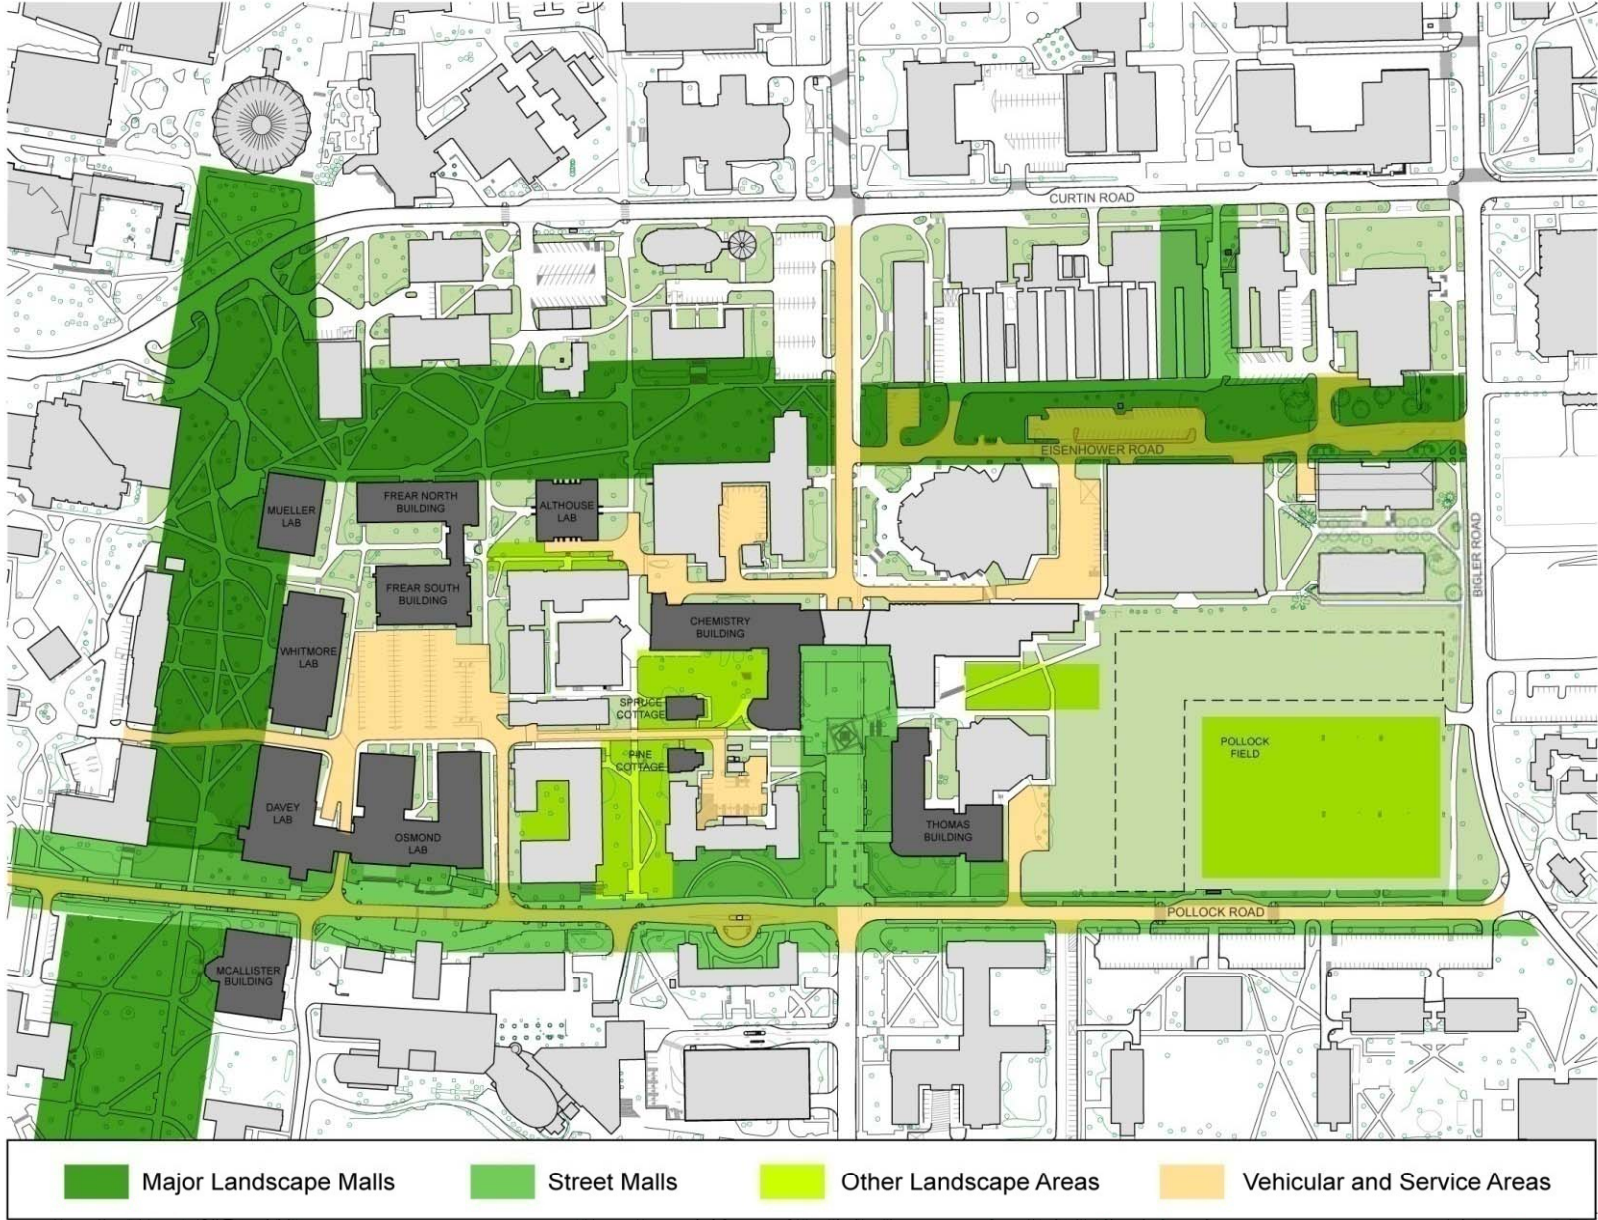 CURTIN ROAD
EISENHOWER ROAD
MUELLER
LAB
FREAR NORTH
BUILDING
ALTHOUSE
LAB
BIGLER ROAD
FREAR SOUTH
BUILDING
CHEMISTRY
BUILDING
WHITMORE
LAB
SPRUCE
COTTAGE
PINE
COTTAGE
POLLOCK
FIELD
DAVEY
LAB
OSMOND
LAB
THOMAS
BUILDING
POLLOCK ROAD
MCALLISTER
BUILDING
Major Landscape Malls
Street Malls
Other Landscape Areas
Vehicular and Service Areas